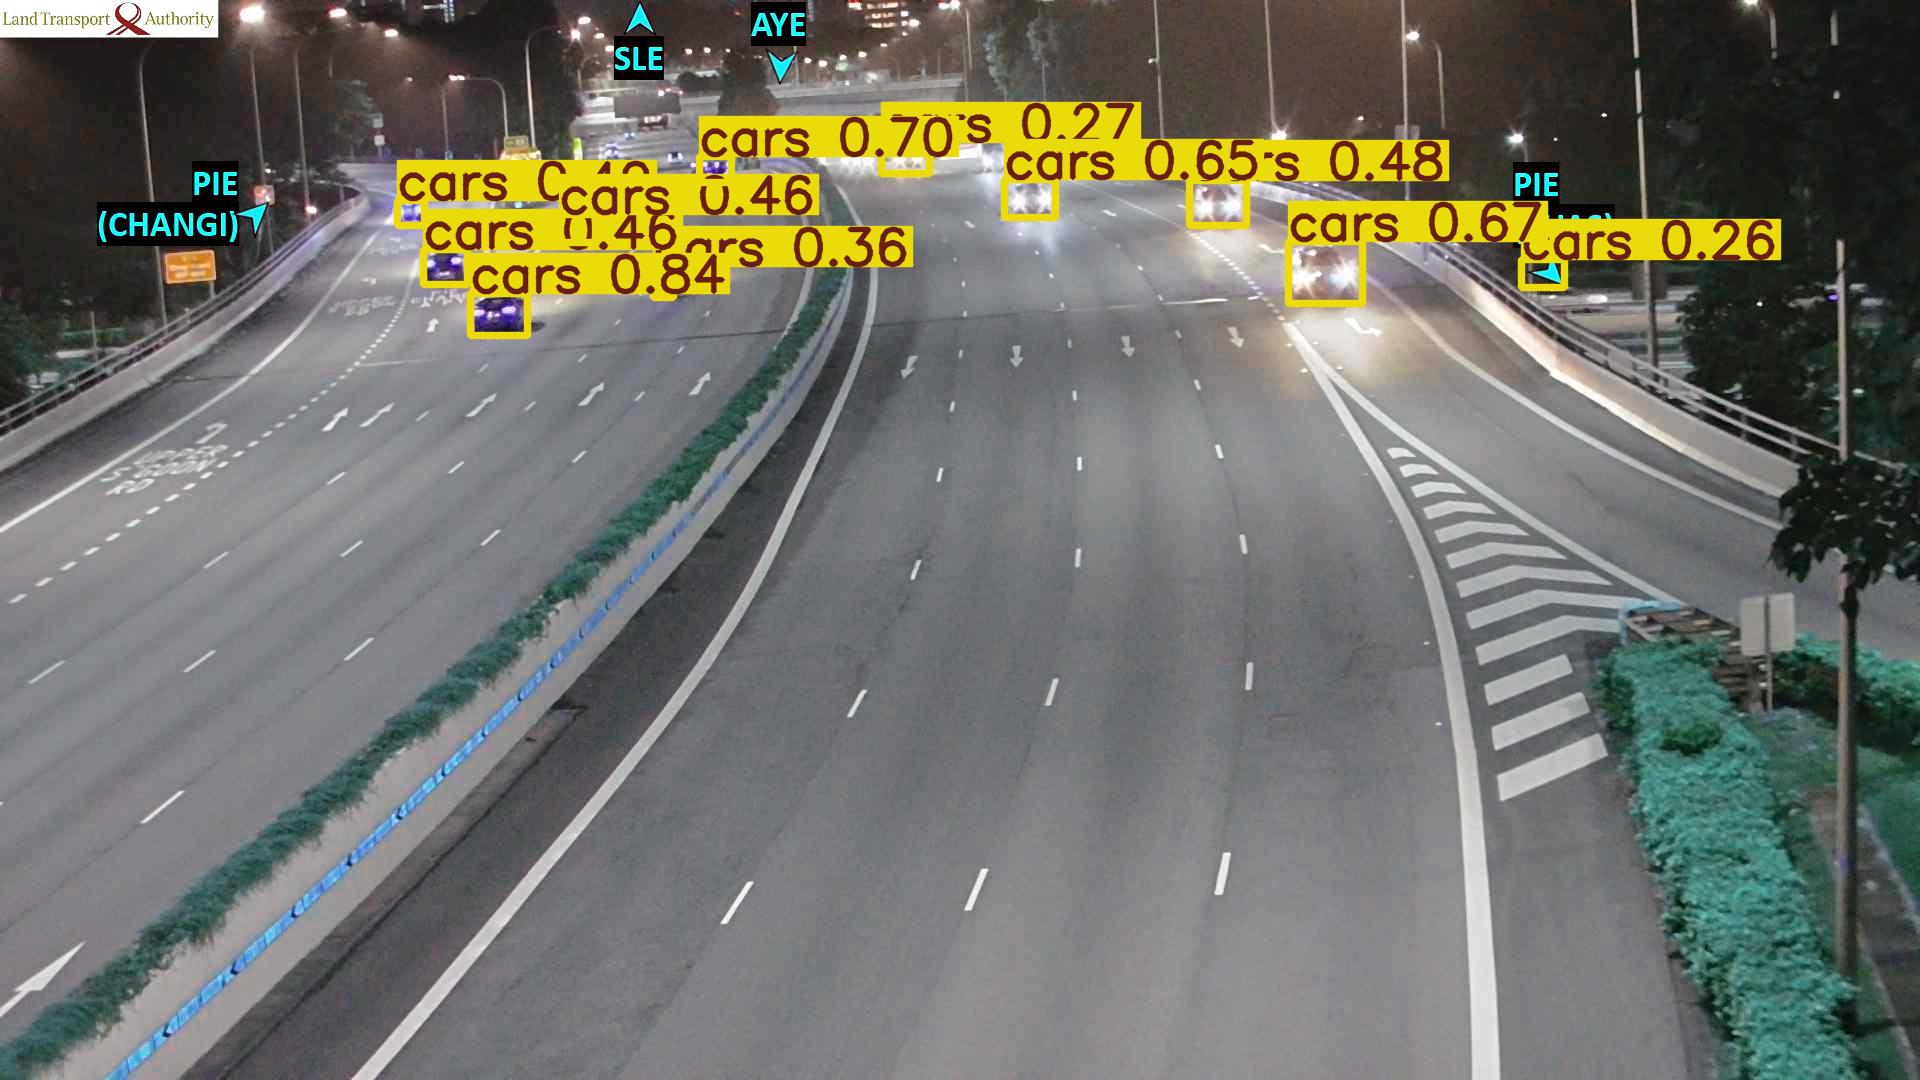 Land Transport Authority
SLE
AYE
PIE
(CHANGI)
PIE
cars 0.70
0.27
cars 0.65
0.48
cars
cars 0.46
cars 0.46
0.36
cars 0.84
cars 0.67
cars 0.26